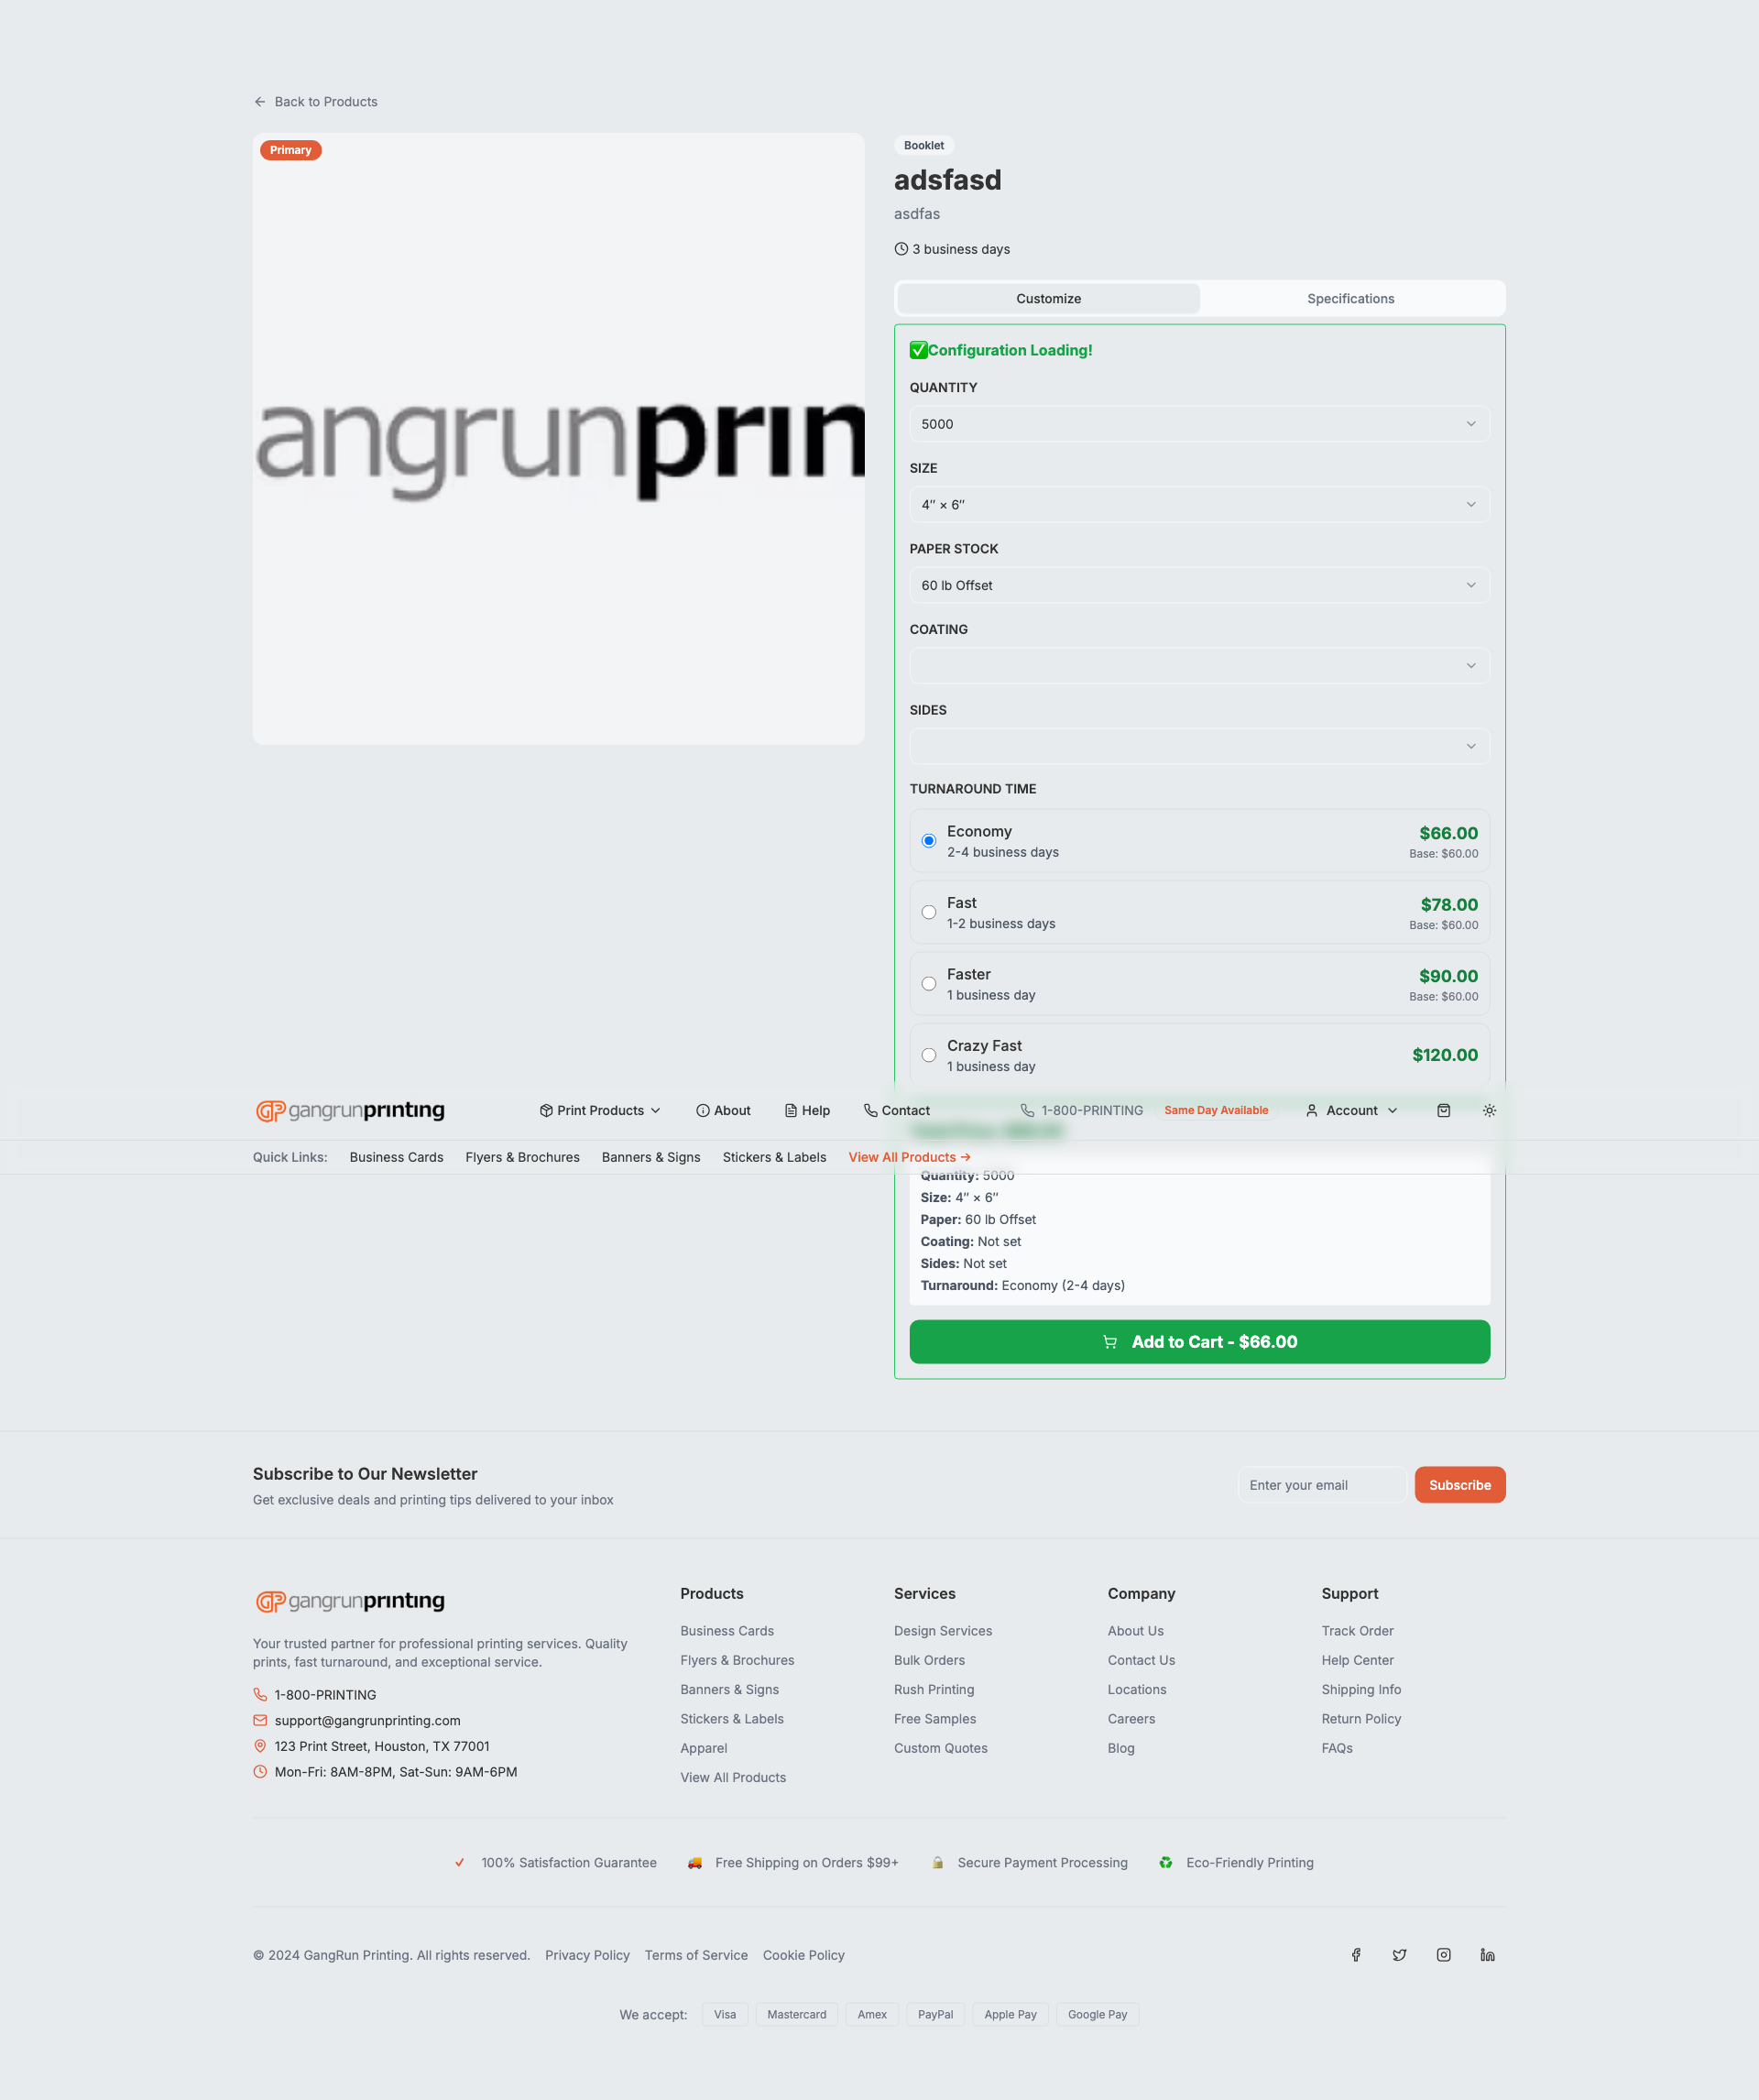 Back to Products
Primary
angrunprin
Booklet
adsfasd
asdfas
3 business days
Customize
Specifications
✅Configuration Loading!
QUANTITY
5000
SIZE
4″ × 6″
PAPER STOCK
60 lb Offset
COATING
SIDES
TURNAROUND TIME
Economy
2-4 business days
$66.00
Base: $60.00
Fast
1-2 business days
$78.00
Base: $60.00
Faster
1 business day
$90.00
Base: $60.00
Crazy Fast
1 business day
$120.00
GP gangrunprinting
Print Products
About
Help
Contact
1-800-PRINTING
Same Day Available
Account
Quick Links:
Business Cards
Flyers & Brochures
Banners & Signs
Stickers & Labels
View All Products →
Quantity: 5000
Size: 4″ × 6″
Paper: 60 lb Offset
Coating: Not set
Sides: Not set
Turnaround: Economy (2-4 days)
Add to Cart - $66.00
Subscribe to Our Newsletter
Get exclusive deals and printing tips delivered to your inbox
Enter your email
Subscribe
GP gangrunprinting
Your trusted partner for professional printing services. Quality
prints, fast turnaround, and exceptional service.
1-800-PRINTING
support@gangrunprinting.com
123 Print Street, Houston, TX 77001
Mon-Fri: 8AM-8PM, Sat-Sun: 9AM-6PM
Products
Business Cards
Flyers & Brochures
Banners & Signs
Stickers & Labels
Apparel
View All Products
Services
Design Services
Bulk Orders
Rush Printing
Free Samples
Custom Quotes
Company
About Us
Contact Us
Locations
Careers
Blog
Support
Track Order
Help Center
Shipping Info
Return Policy
FAQs
✓ 100% Satisfaction Guarantee
🚚 Free Shipping on Orders $99+
🔒 Secure Payment Processing
♻ Eco-Friendly Printing
© 2024 GangRun Printing. All rights reserved.
Privacy Policy
Terms of Service
Cookie Policy
We accept:
Visa
Mastercard
Amex
PayPal
Apple Pay
Google Pay